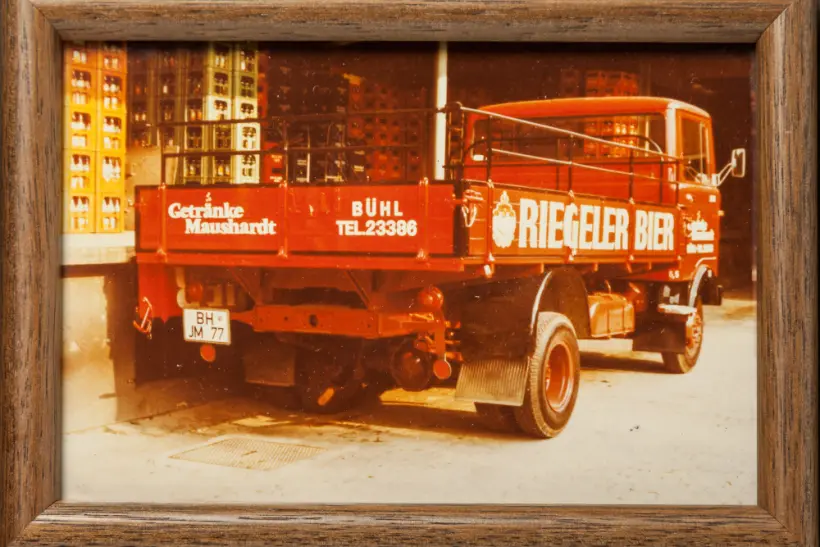 Getränke
Maushardt
BÜHL
TEL.23386
RIEGELER BIER
BH
JM 77